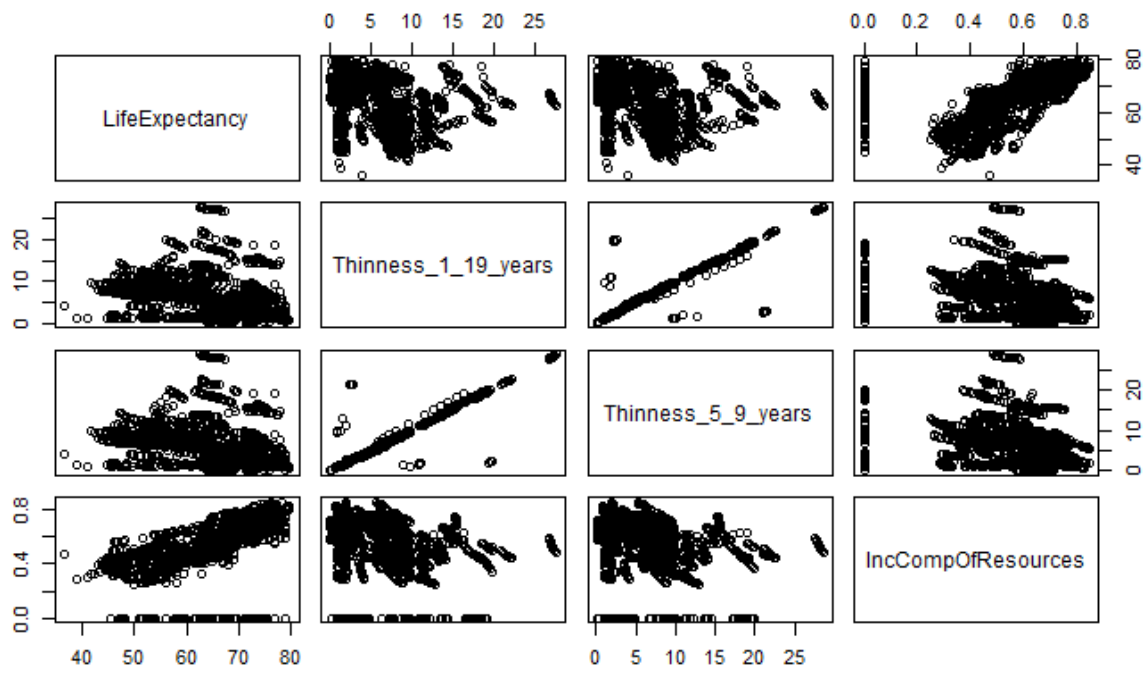 0 5 10 15 20 25
0.0 0.2 0.4 0.6 0.8
LifeExpectancy
40 60 80
0 10 20
Thinness_1_19_years
Thinness_5_9_years
0 10 20
0.0 0.4 0.8
IncCompOfResources
40 50 60 70 80
0 5 10 15 20 25